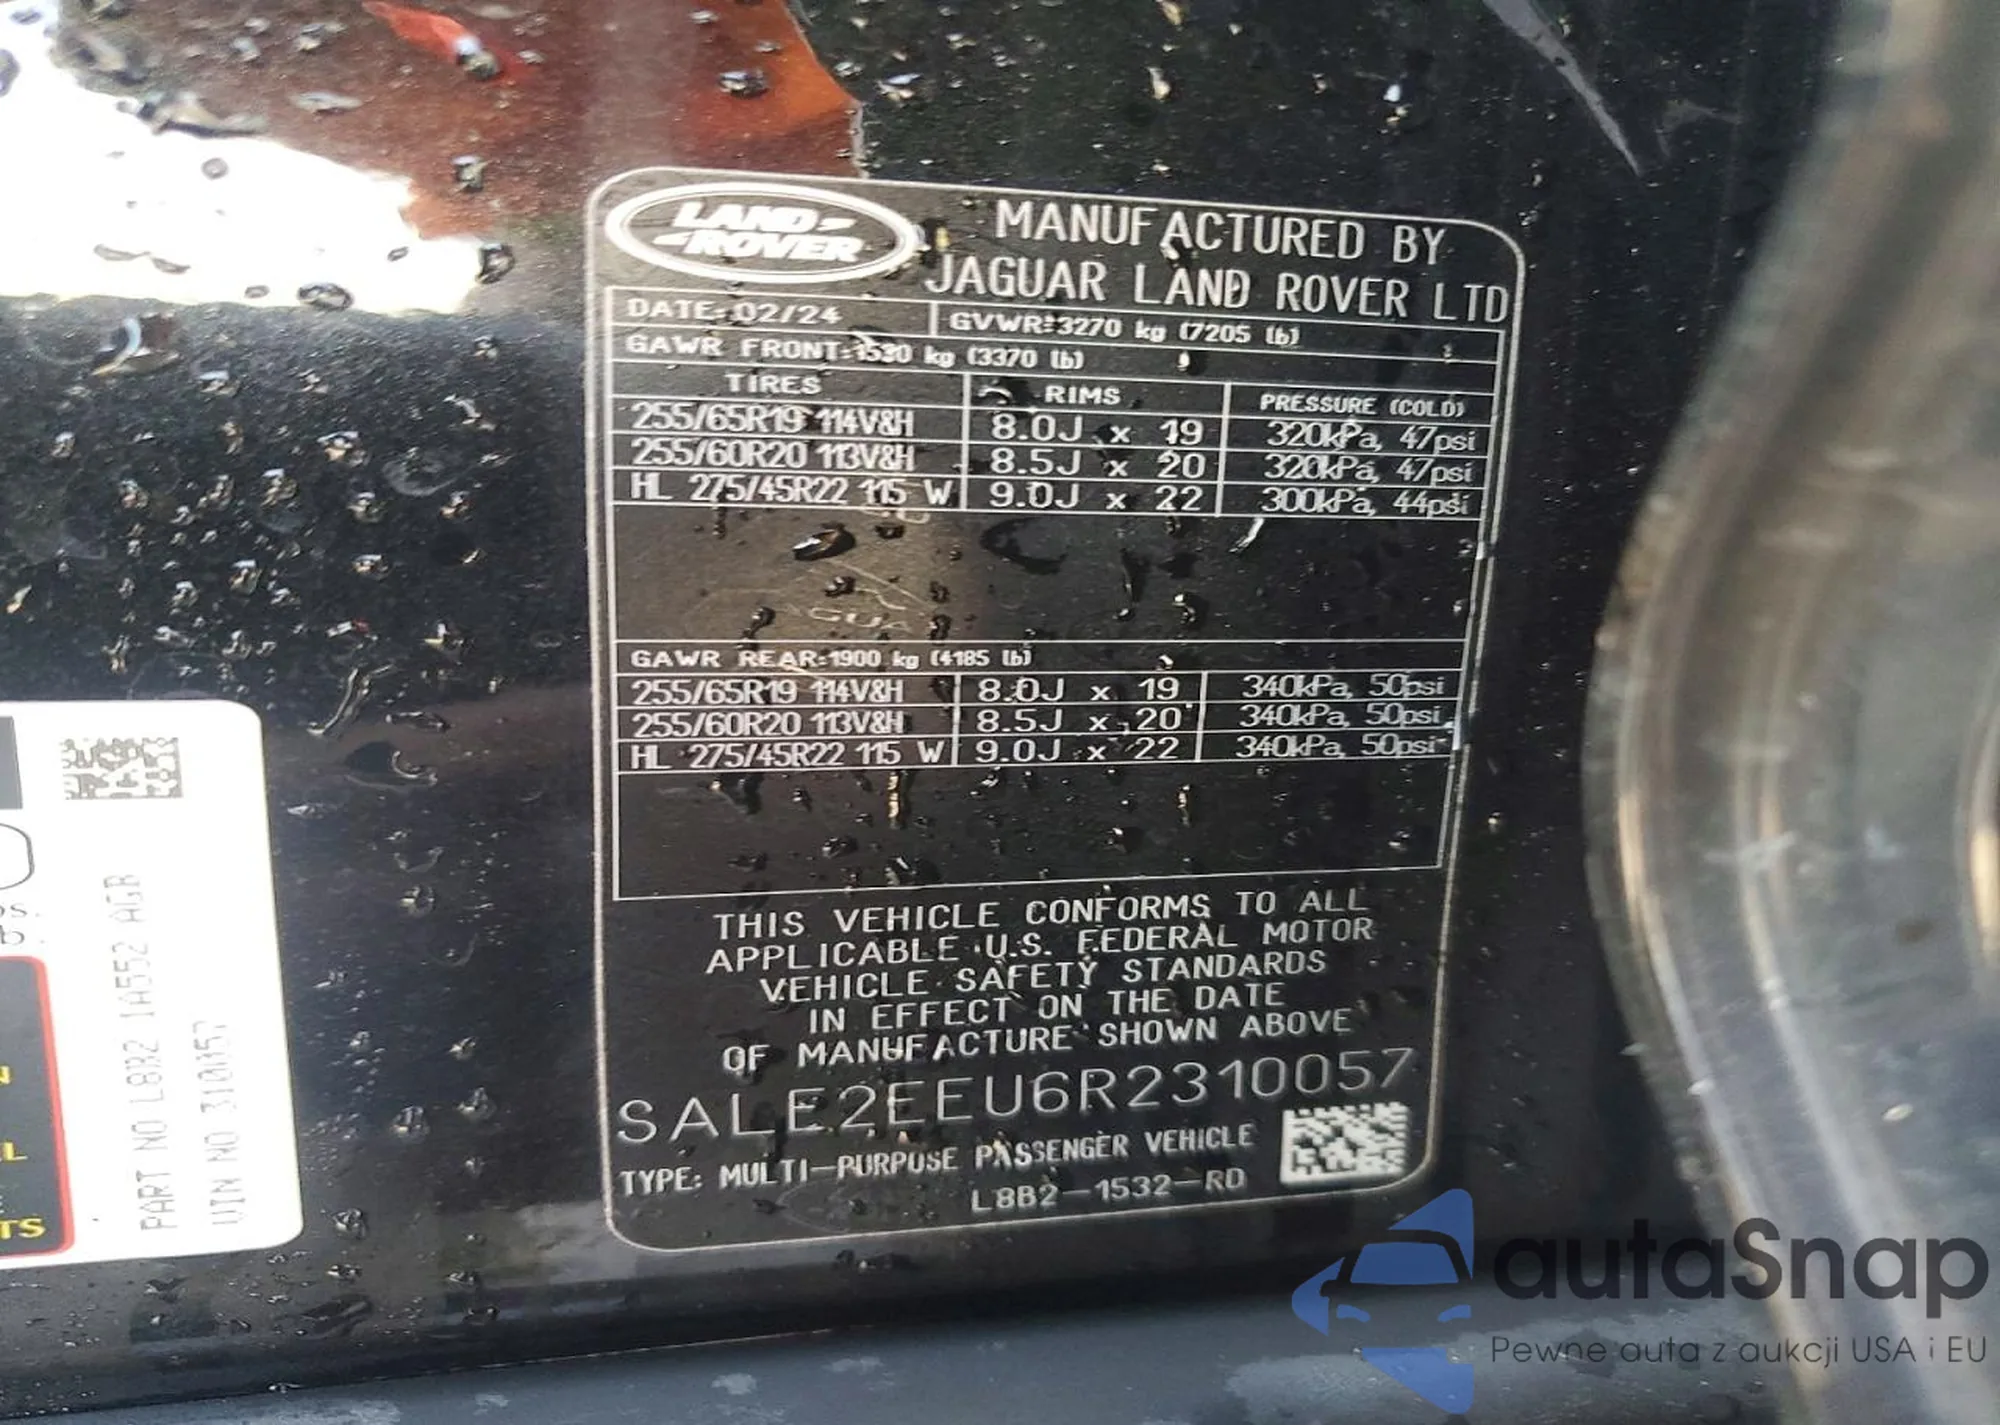 LAND ROVER
MANUFACTURED BY
JAGUAR LAND ROVER LTD
DATE:02/24 GVWR:3270 kg (7205 lb)
GAWR FRONT:1530 kg (3370 lb)
TIRES RIMS PRESSURE (COLD)
255/65R19 114V&H 8.0J x 19 320kPa, 47psi
255/60R20 113V&H 8.5J x 20 320kPa, 47psi
HL 275/45R22 115 W 9.0J x 22 300kPa, 44psi
GAWR REAR:1900 kg (4185 lb)
255/65R19 114V&H 8.0J x 19 340kPa, 50psi
255/60R20 113V&H 8.5J x 20 340kPa, 50psi
HL 275/45R22 115 W 9.0J x 22 340kPa, 50psi
THIS VEHICLE CONFORMS TO ALL
APPLICABLE U.S. FEDERAL MOTOR
VEHICLE SAFETY STANDARDS
IN EFFECT ON THE DATE
OF MANUFACTURE SHOWN ABOVE
SALE2EEU6R2310057
TYPE: MULTI-PURPOSE PASSENGER VEHICLE
L8B2-1532-RD
PART NO L8B2 1A552 AGB
VIN NO 310057
TS
autaSnap
Pewne auta z aukcji USA i EU